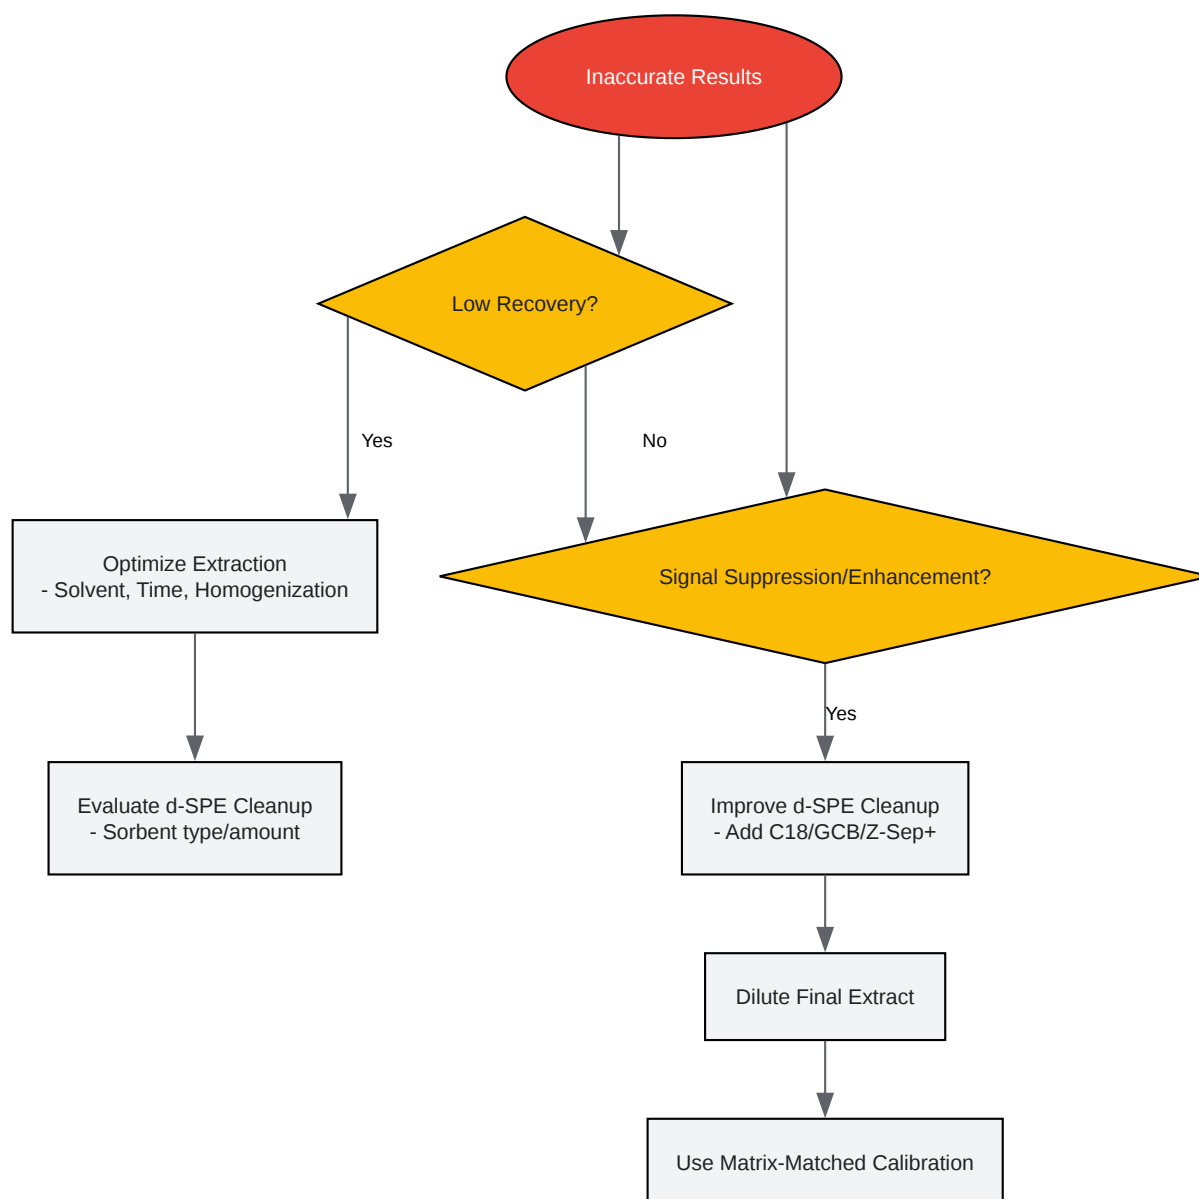 Inaccurate Results
Low Recovery?
Yes
No
Optimize Extraction
- Solvent, Time, Homogenization
Signal Suppression/Enhancement?
Yes
Evaluate d-SPE Cleanup
- Sorbent type/amount
Improve d-SPE Cleanup
- Add C18/GCB/Z-Sep+
Dilute Final Extract
Use Matrix-Matched Calibration